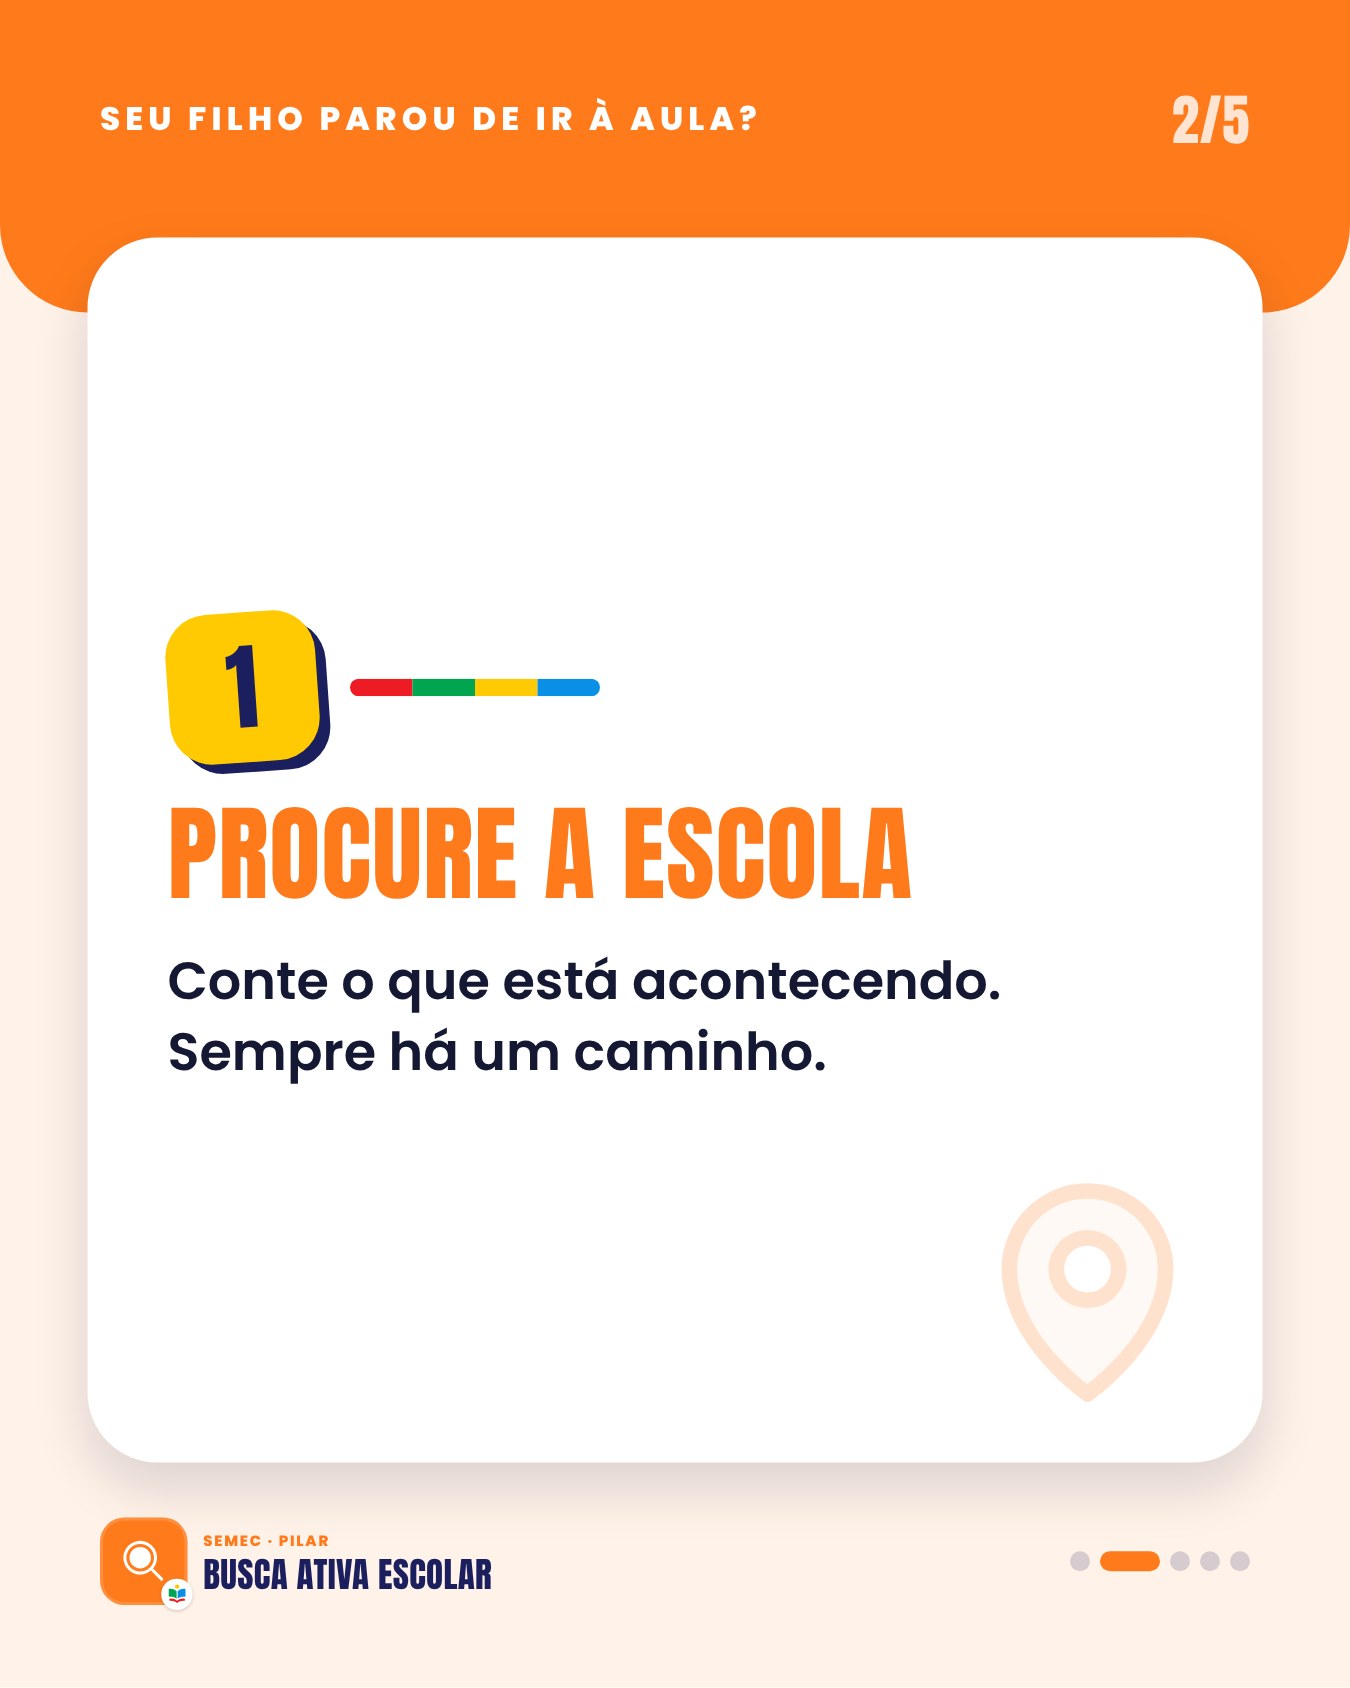 SEU FILHO PAROU DE IR À AULA?
2/5
1
PROCURE A ESCOLA
Conte o que está acontecendo.
Sempre há um caminho.
SEMEC · PILAR
BUSCA ATIVA ESCOLAR